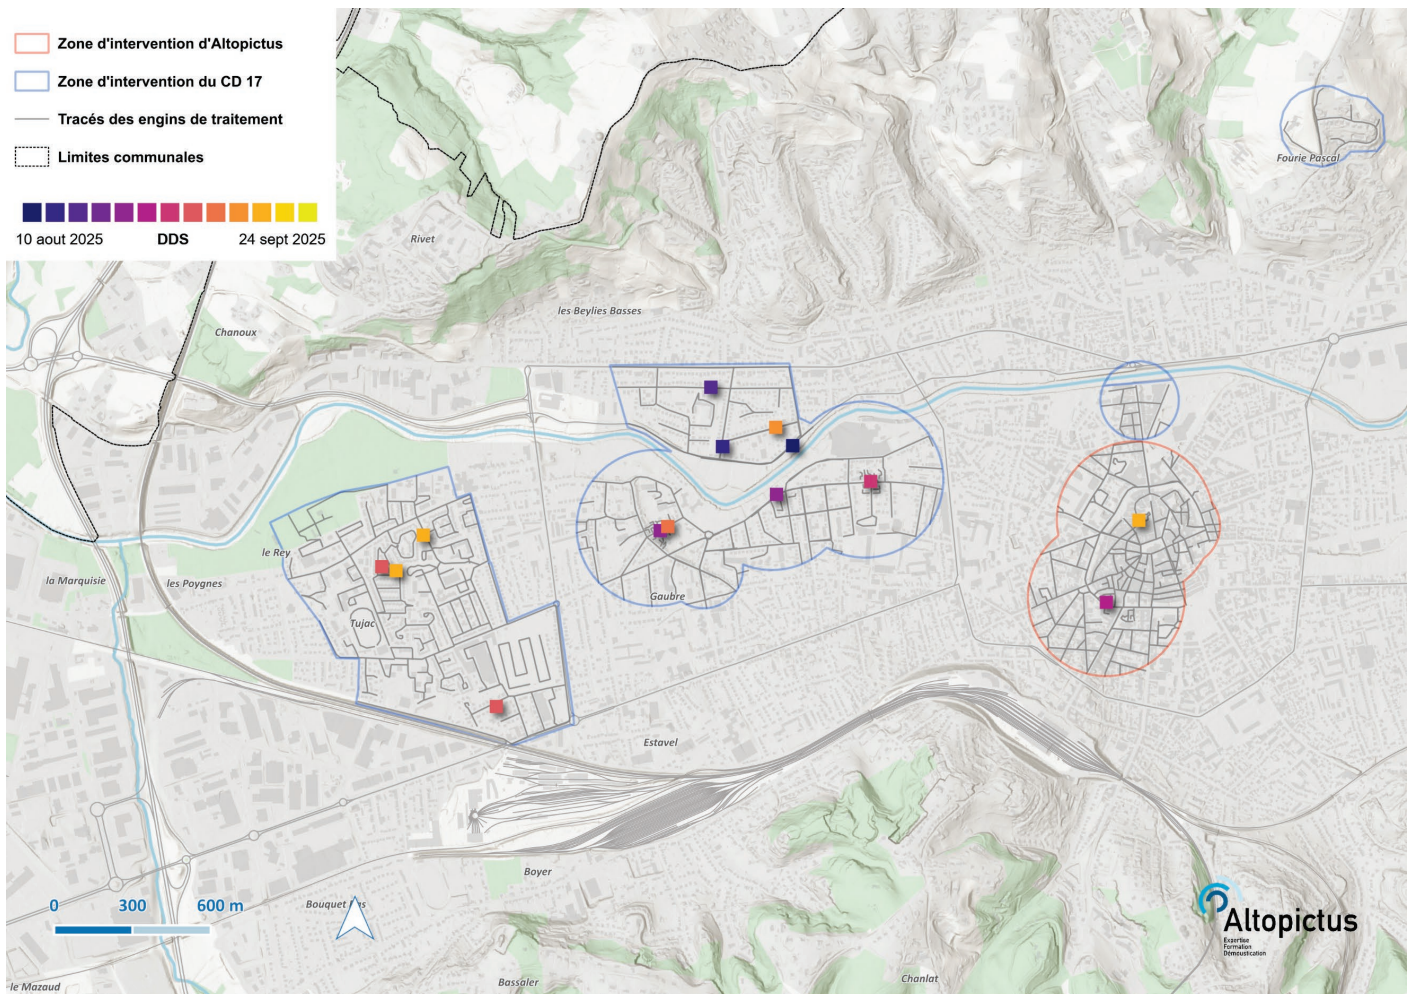 Zone d'intervention d'Altopictus
Zone d'intervention du CD 17
Tracés des engins de traitement
Limites communales
10 aout 2025 DDS 24 sept 2025
Fourie Pascal
Rivet
les Beylies Basses
Chanoux
le Rey
la Marquisie
les Poygnes
Gaubre
Tujac
Estavel
Boyer
0 300 600 m
Bouquet
Altopictus
Expertise
Formation
Démoustication
Bassaler
Chanlat
le Mazaud